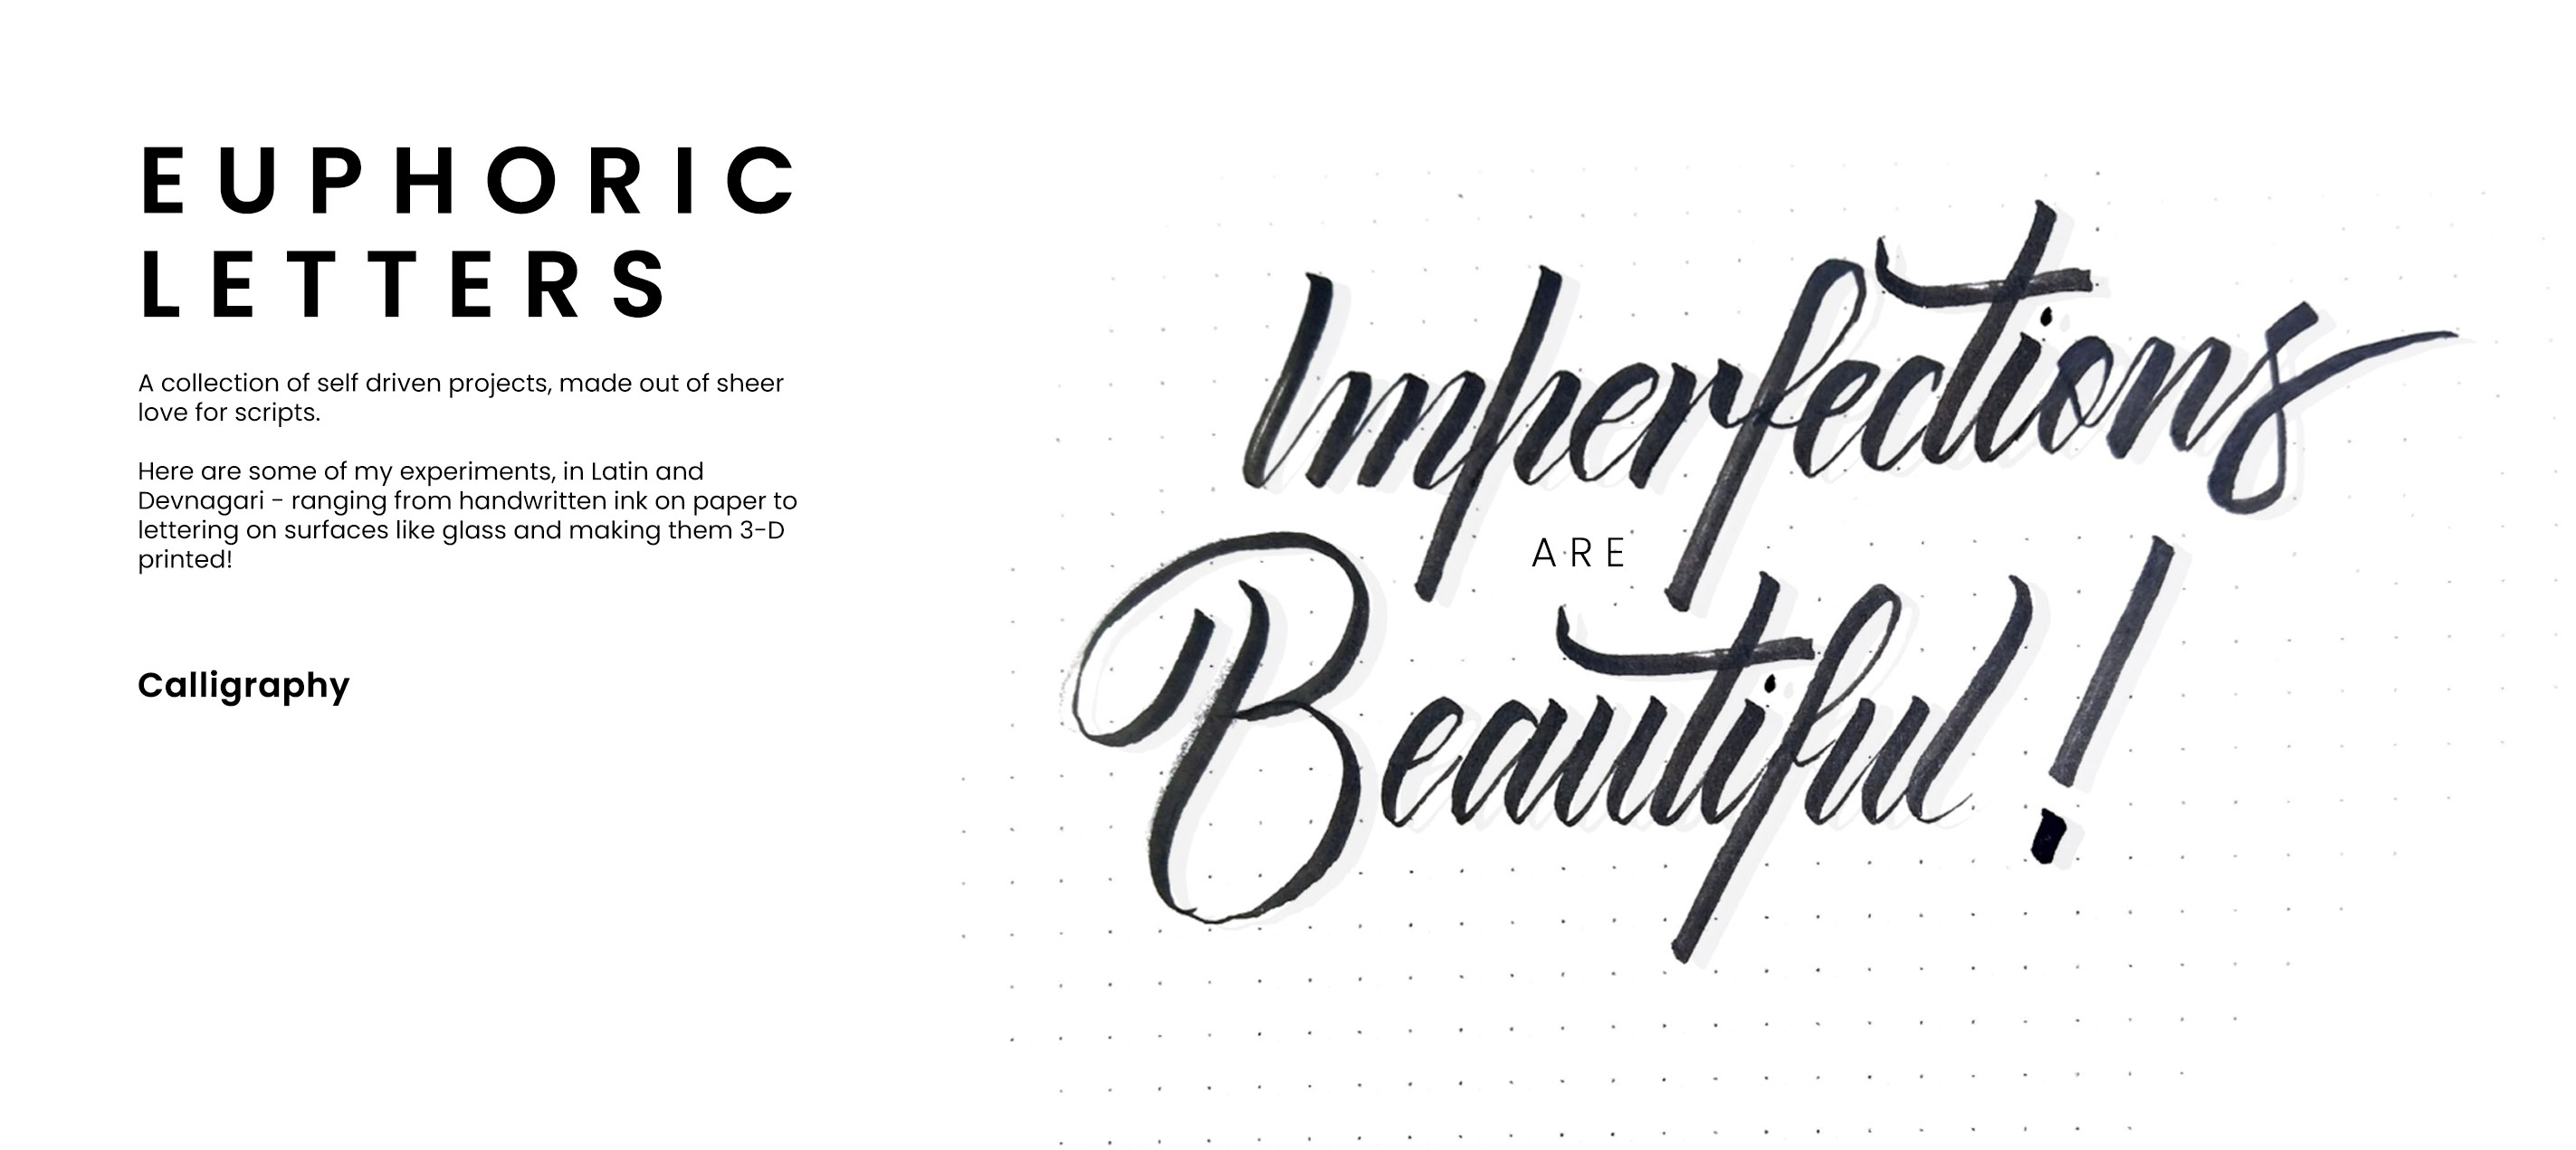 EUPHORIC
LETTERS
A collection of self driven projects, made out of sheer
love for scripts.
Here are some of my experiments, in Latin and
Devnagari - ranging from handwritten ink on paper to
lettering on surfaces like glass and making them 3-D
printed!
Calligraphy
Imperfections
ARE
Beautiful!